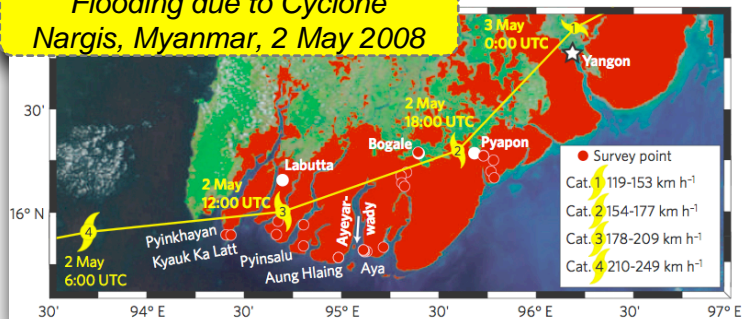 Flooding due to Cyclone
Nargis, Myanmar, 2 May 2008
3 May
0:00 UTC
Yangon
30'
2 May
18:00 UTC
Bogale
2
Pyapon
Labutta
Survey point
2 May
12:00 UTC
Cat. 1 119-153 km h⁻¹
Cat. 2 154-177 km h⁻¹
16° N
3
Ayeyar-
wady
Cat. 3 178-209 km h⁻¹
4
Pyinkhayan
Kyauk Ka Latt
Pyinsalu
Aung Hlaing
Aya
Cat. 4 210-249 km h⁻¹
2 May
6:00 UTC
30'
94° E
30'
95° E
30'
96° E
30'
97° E